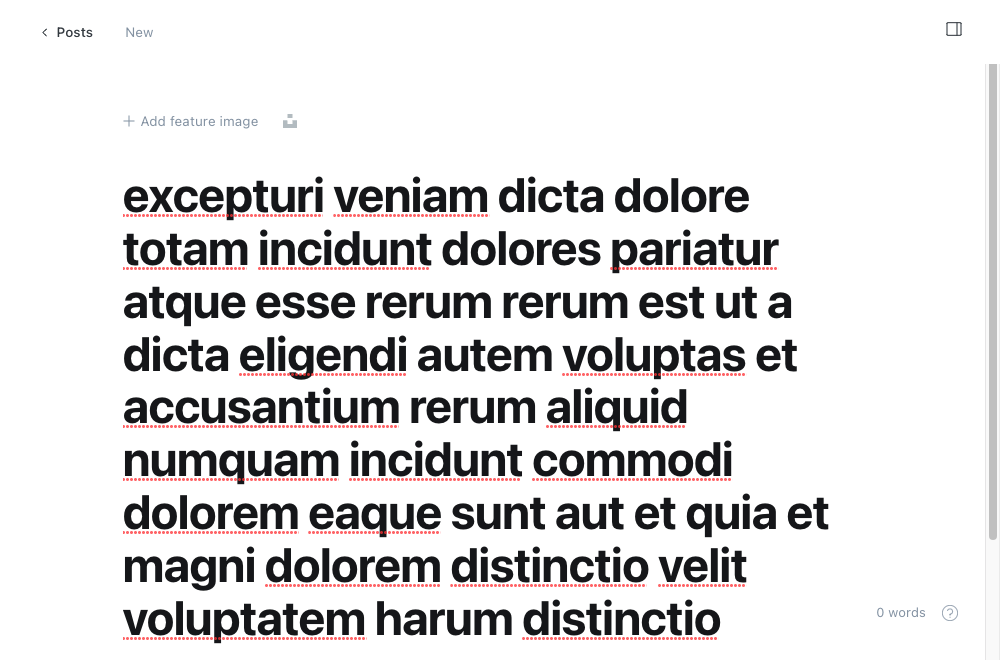 Posts
New
Add feature image
excepturi veniam dicta dolore
totam incidunt dolores pariatur
atque esse rerum rerum est ut a
dicta eligendi autem voluptas et
accusantium rerum aliquid
numquam incidunt commodi
dolorem eaque sunt aut et quia et
magni dolorem distinctio velit
voluptatem harum distinctio
0 words
?